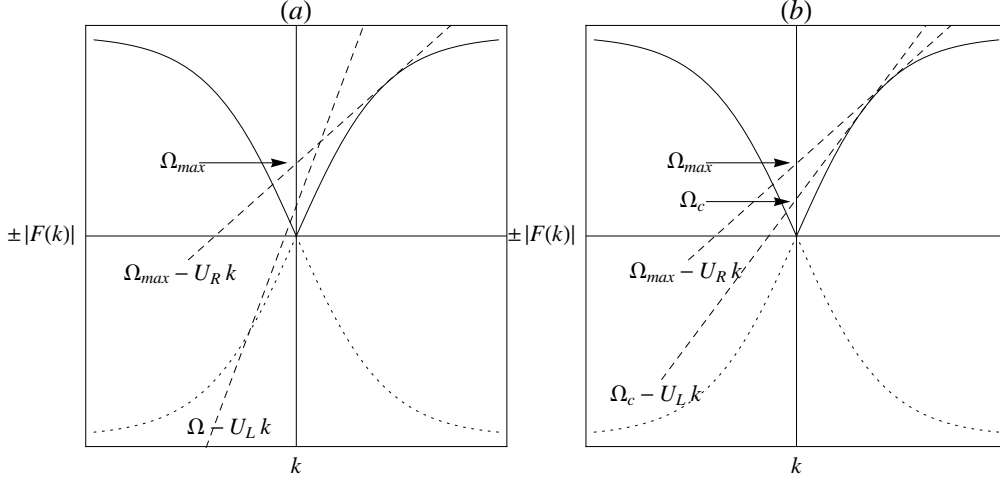 (a)
Ω_max
± |F(k)|
Ω_max − U_R k
Ω − U_L k
k
(b)
Ω_max
Ω_c
± |F(k)|
Ω_max − U_R k
Ω_c − U_L k
k